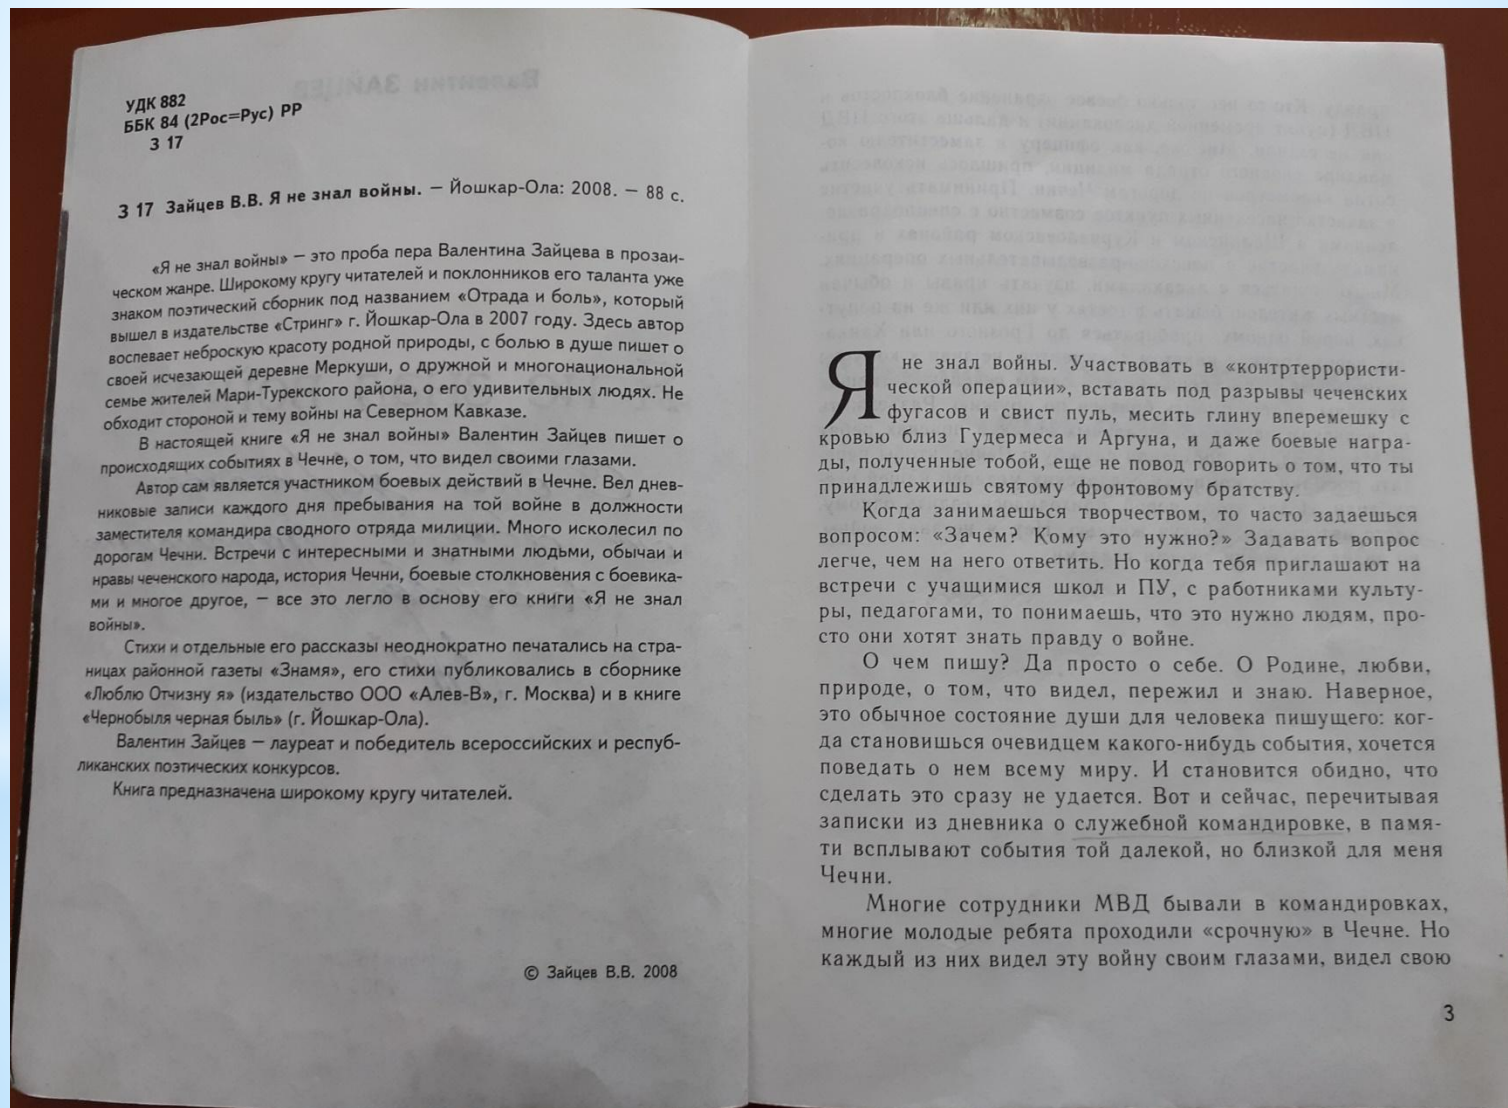 УДК 882
ББК 84 (2Рос=Рус) РР
З 17
З 17 Зайцев В.В. Я не знал войны. – Йошкар-Ола: 2008. – 88 с.
«Я не знал войны» – это проба пера Валентина Зайцева в прозаи-
ческом жанре. Широкому кругу читателей и поклонников его таланта уже
знаком поэтический сборник под названием «Отрада и боль», который
вышел в издательстве «Стринг» г. Йошкар-Ола в 2007 году. Здесь автор
воспевает неброскую красоту родной природы, с болью в душе пишет о
своей исчезающей деревне Меркуши, о дружной и многонациональной
семье жителей Мари-Турекского района, о его удивительных людях. Не
обходит стороной и тему войны на Северном Кавказе.
В настоящей книге «Я не знал войны» Валентин Зайцев пишет о
происходящих событиях в Чечне, о том, что видел своими глазами.
Автор сам является участником боевых действий в Чечне. Вел днев-
никовые записи каждого дня пребывания на той войне в должности
заместителя командира сводного отряда милиции. Много исколесил по
дорогам Чечни. Встречи с интересными и знатными людьми, обычаи и
нравы чеченского народа, история Чечни, боевые столкновения с боевика-
ми и многое другое, – все это легло в основу его книги «Я не знал
войны».
Стихи и отдельные его рассказы неоднократно печатались на стра-
ницах районной газеты «Знамя», его стихи публиковались в сборнике
«Люблю Отчизну я» (издательство ООО «Алев-В», г. Москва) и в книге
«Чернобыля черная быль» (г. Йошкар-Ола).
Валентин Зайцев – лауреат и победитель всероссийских и респуб-
ликанских поэтических конкурсов.
Книга предназначена широкому кругу читателей.
© Зайцев В.В. 2008
Я не знал войны. Участвовать в «контртеррористи-
ческой операции», вставать под разрывы чеченских
фугасов и свист пуль, месить глину вперемешку с
кровью близ Гудермеса и Аргуна, и даже боевые награ-
ды, полученные тобой, еще не повод говорить о том, что ты
принадлежишь святому фронтовому братству.
Когда занимаешься творчеством, то часто задаешься
вопросом: «Зачем? Кому это нужно?» Задавать вопрос
легче, чем на него ответить. Но когда тебя приглашают на
встречи с учащимися школ и ПУ, с работниками культу-
ры, педагогами, то понимаешь, что это нужно людям, про-
сто они хотят знать правду о войне.
О чем пишу? Да просто о себе. О Родине, любви,
природе, о том, что видел, пережил и знаю. Наверное,
это обычное состояние души для человека пишущего: ког-
да становишься очевидцем какого-нибудь события, хочется
поведать о нем всему миру. И становится обидно, что
сделать это сразу не удается. Вот и сейчас, перечитывая
записки из дневника о служебной командировке, в памя-
ти всплывают события той далекой, но близкой для меня
Чечни.
Многие сотрудники МВД бывали в командировках,
многие молодые ребята проходили «срочную» в Чечне. Но
каждый из них видел эту войну своим глазами, видел свою
3